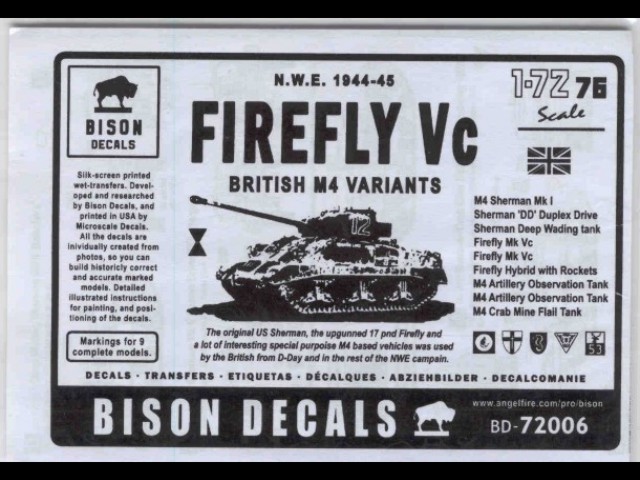 BISON
DECALS
Silk-screen printed
wet-transfers. Devel-
oped and researched
by Bison Decals, and
printed in USA by
Microscale Decals.
All the decals are
inividually created from
photos, so you can
build historicly correct
and accurate marked
models. Detailed
illustrated instructions
for painting, and posi-
tioning of the decals.
Markings for 9
complete models.
N.W.E. 1944-45
FIREFLY Vc
BRITISH M4 VARIANTS
12
The original US Sherman, the upgunned 17 pnd Firefly and
a lot of interesting special purpoise M4 based vehicles was used
by the British from D-Day and in the rest of the NWE campain.
1-72 76
Scale
M4 Sherman Mk I
Sherman 'DD' Duplex Drive
Sherman Deep Wading tank
Firefly Mk Vc
Firefly Mk Vc
Firefly Hybrid with Rockets
M4 Artillery Observation Tank
M4 Artillery Observation Tank
M4 Crab Mine Flail Tank
53
DECALS · TRANSFERS · ETIQUETAS · DÉCALQUES · ABZIEHBILDER · DECALCOMANIE
BISON DECALS
www.angelfire.com/pro/bison
BD-72006